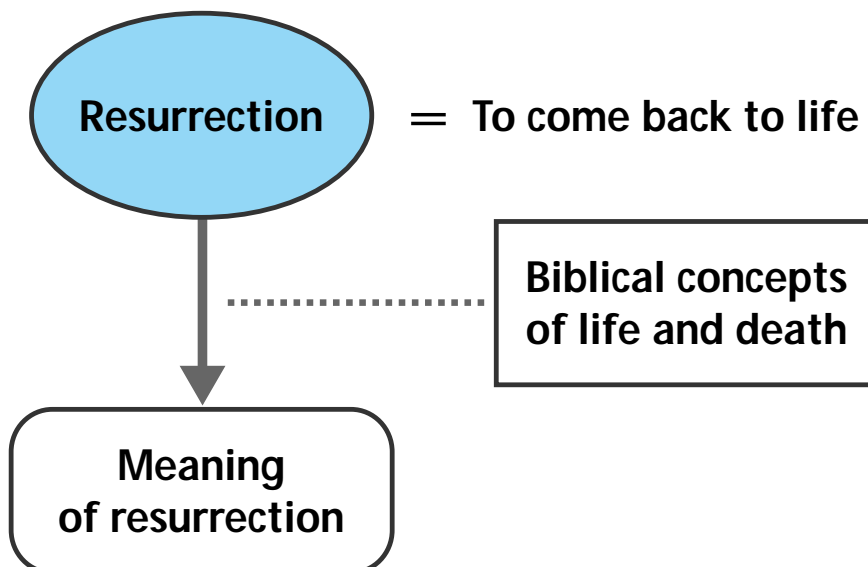 Resurrection = To come back to life
Biblical concepts
of life and death
Meaning
of resurrection